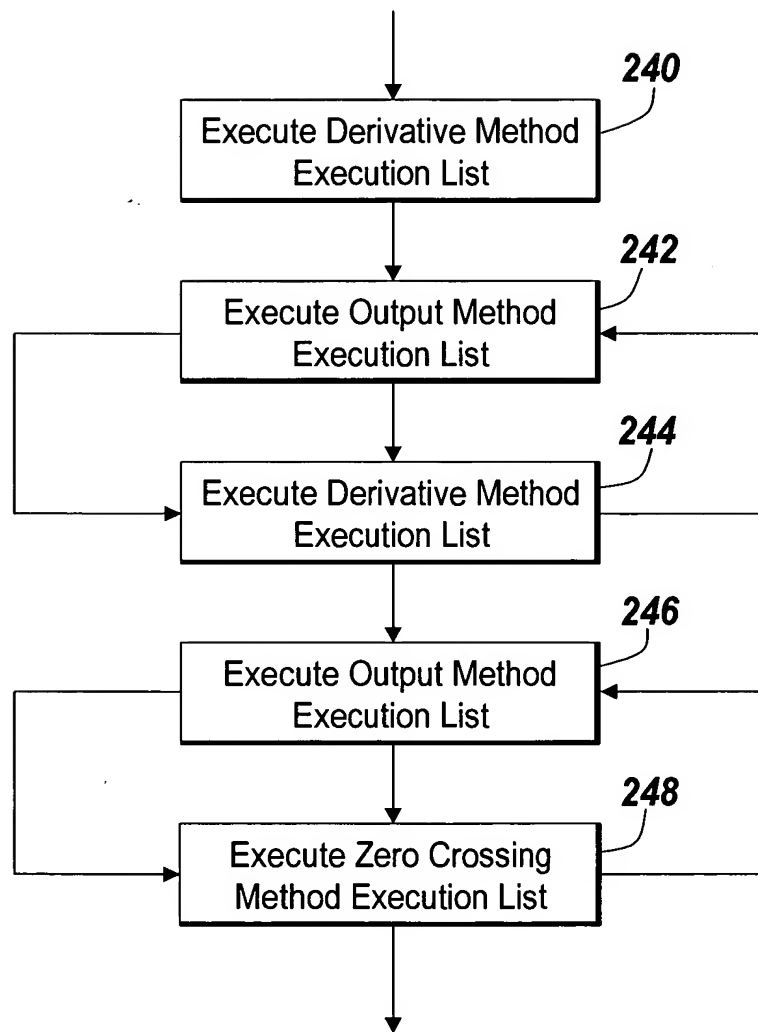 240
Execute Derivative Method
Execution List
242
Execute Output Method
Execution List
244
Execute Derivative Method
Execution List
246
Execute Output Method
Execution List
248
Execute Zero Crossing
Method Execution List